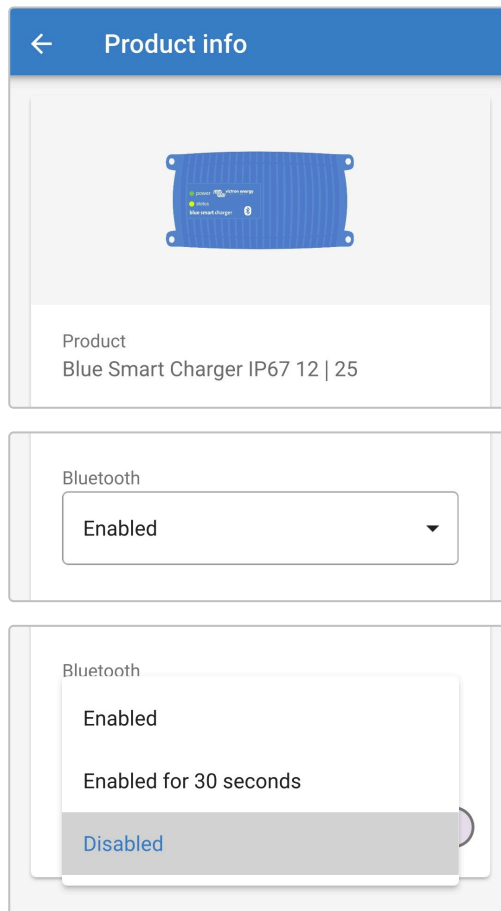 Product info
power victron energy
status
blue smart charger
Product
Blue Smart Charger IP67 12 | 25
Bluetooth
Enabled
Bluetooth
Enabled
Enabled for 30 seconds
Disabled